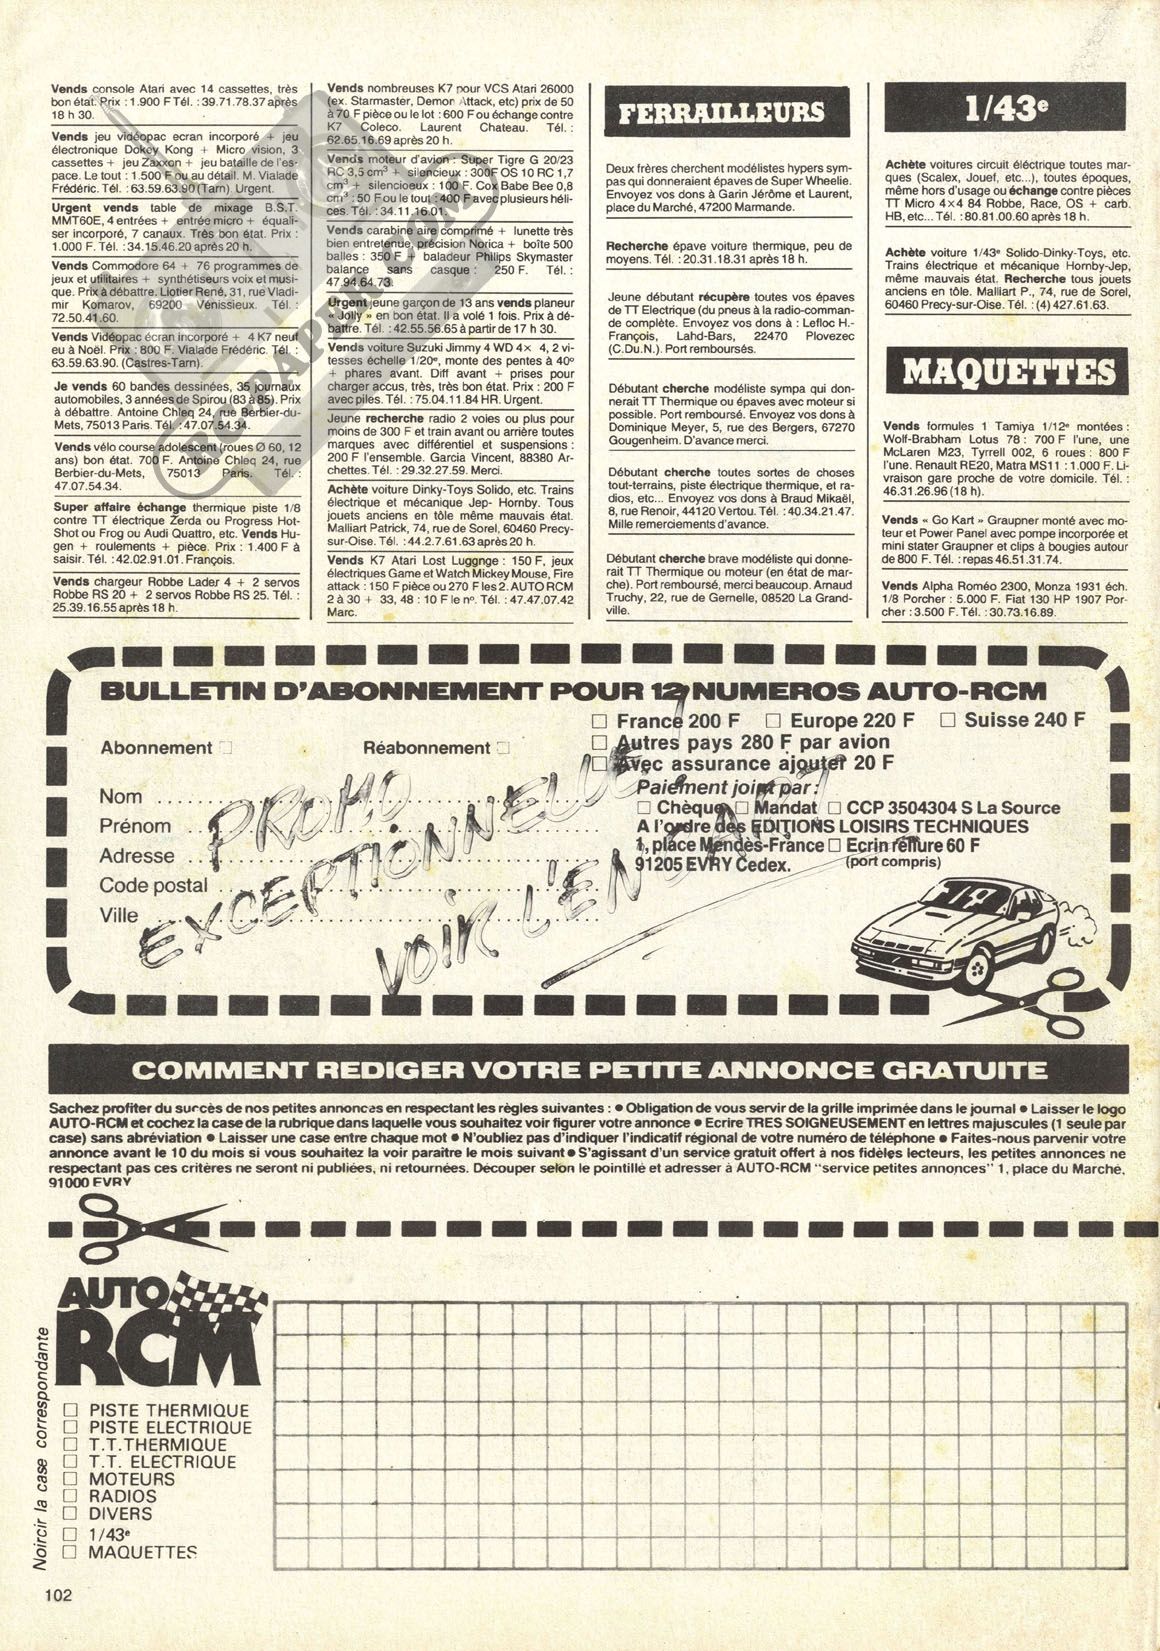 Vends console Atari avec 14 cassettes, très
bon état. Prix : 1.900 F Tél. : 39.71.78.37 après
18 h 30.
Vends jeu vidéopac ecran incorporé + jeu
électronique Dokey Kong + Micro vision, 3
cassettes + jeu Zaxxon + jeu bataille de l'es-
pace. Le tout : 1.500 F ou au détail. M. Vialade
Frédéric. Tél. : 63.59.63.90 (Tarn). Urgent.
Urgent vends table de mixage B.S.T.
MMT60E, 4 entrées + entrée micro + équali-
ser incorporé, 7 canaux. Très bon état. Prix :
1.000 F. Tél. : 34.15.46.20 après 20 h.
Vends Commodore 64 + 76 programmes de
jeux et utilitaires + synthétiseurs voix et musi-
que. Prix à débattre. Liotier René, 31, rue Vladi-
mir Komarov, 69200 Vénissieux. Tél. :
72.50.41.60.
Vends Vidéopac écran incorporé + 4 K7 neuf
eu à Noël. Prix : 800 F. Vialade Frédéric. Tél. :
63.59.63.90. (Castres-Tarn).
Je vends 60 bandes dessinées, 35 journaux
automobiles, 3 années de Spirou (83 à 85). Prix
à débattre. Antoine Chleq 24, rue Berbier-du-
Mets, 75013 Paris. Tél. : 47.07.54.34.
Vends vélo course adolescent (roues Ø 60, 12
ans) bon état. 700 F. Antoine Chleq 24, rue
Berbier-du-Mets, 75013 Paris. Tél. :
47.07.54.34.
Super affaire échange thermique piste 1/8
contre TT électrique Zerda ou Progress Hot-
Shot ou Frog ou Audi Quattro, etc. Vends Hu-
gen + roulements + pièce. Prix : 1.400 F à
saisir. Tél. : 42.02.91.01. François.
Vends chargeur Robbe Lader 4 + 2 servos
Robbe RS 20 + 2 servos Robbe RS 25. Tél. :
25.39.16.55 après 18 h.
Vends nombreuses K7 pour VCS Atari 26000
(ex. Starmaster, Demon Attack, etc) prix de 50
à 70 F pièce ou le lot : 600 F ou échange contre
K7 Coleco. Laurent Chateau. Tél. :
62.65.16.69 après 20 h.
Vends moteur d'avion : Super Tigre G 20/23
RC 3,5 cm³ + silencieur : 300F OS 10 RC 1,7
cm³ + silencioeux : 100 F. Cox Babe Bee 0,8
cm³ : 50 F ou le tout : 400 F avec plusieurs héli-
ces. Tél. : 34.11.16.01.
Vends carabine aire comprimé + lunette très
bien entretenue, précision Norica + boîte 500
balles : 350 F + baladeur Philips Skymaster
balance sans casque : 250 F. Tél. :
47.94.64.73.
Urgent jeune garçon de 13 ans vends planeur
« Jolly » en bon état. Il a volé 1 fois. Prix à dé-
battre. Tél. : 42.55.56.65 à partir de 17 h 30.
Vends voiture Suzuki Jimmy 4 WD 4× 4, 2 vi-
tesses échelle 1/20e, monte des pentes à 40°
+ phares avant. Diff avant + prises pour
charger accus, très, très bon état. Prix : 200 F
avec piles. Tél. : 75.04.11.84 HR. Urgent.
Jeune recherche radio 2 voies ou plus pour
moins de 300 F et train avant ou arrière toutes
marques avec différentiel et suspensions :
200 F l'ensemble. Garcia Vincent, 88380 Ar-
chettes. Tél. : 29.32.27.59. Merci.
Achète voiture Dinky-Toys Solido, etc. Trains
électrique et mécanique Jep- Hornby. Tous
jouets anciens en tôle même mauvais état.
Malliart Patrick, 74, rue de Sorel, 60460 Precy-
sur-Oise. Tél. : 44.2.7.61.63 après 20 h.
Vends K7 Atari Lost Luggnge : 150 F, jeux
électriques Game et Watch Mickey Mouse, Fire
attack : 150 F pièce ou 270 F les 2. AUTO RCM
2 à 30 + 33, 48 : 10 F le n°. Tél. : 47.47.07.42
Marc.
FERRAILLEURS
Deux frères cherchent modélistes hypers sym-
pas qui donneraient épaves de Super Wheelie.
Envoyez vos dons à Garin Jérôme et Laurent,
place du Marché, 47200 Marmande.
Recherche épave voiture thermique, peu de
moyens. Tél. : 20.31.18.31 après 18 h.
Jeune débutant récupère toutes vos épaves
de TT Electrique (du pneus à la radio-comman-
de complète. Envoyez vos dons à : Lefloc H.-
François, Lahd-Bars, 22470 Plovezec
(C.Du.N.). Port remboursés.
Débutant cherche modéliste sympa qui don-
nerait TT Thermique ou épaves avec moteur si
possible. Port remboursé. Envoyez vos dons à
Dominique Meyer, 5, rue des Bergers, 67270
Gougenheim. D'avance merci.
Débutant cherche toutes sortes de choses
tout-terrains, piste électrique thermique, et ra-
dios, etc... Envoyez vos dons à Braud Mikaël,
8, rue Renoir, 44120 Vertou. Tél. : 40.34.21.47.
Mille remerciements d'avance.
Débutant cherche brave modéliste qui donne-
rait TT Thermique ou moteur (en état de mar-
che). Port remboursé, merci beaucoup. Arnaud
Truchy, 22, rue de Gernelle, 08520 La Grand-
ville.
1/43e
Achète voitures circuit éléctrique toutes mar-
ques (Scalex, Jouef, etc...), toutes époques,
même hors d'usage ou échange contre pièces
TT Micro 4×4 84 Robbe, Race, OS + carb.
HB, etc... Tél. : 80.81.00.60 après 18 h.
Achète voiture 1/43e Solido-Dinky-Toys, etc.
Trains électrique et mécanique Hornby-Jep,
même mauvais état. Recherche tous jouets
anciens en tôle. Malliart P., 74, rue de Sorel,
60460 Precy-sur-Oise. Tél. : (4) 427.61.63.
MAQUETTES
Vends formules 1 Tamiya 1/12e montées :
Wolf-Brabham Lotus 78 : 700 F l'une, une
McLaren M23, Tyrrell 002, 6 roues : 800 F
l'une. Renault RE20, Matra MS11 : 1.000 F. Li-
vraison gare proche de votre domicile. Tél. :
46.31.26.96 (18 h).
Vends « Go Kart » Graupner monté avec mo-
teur et Power Panel avec pompe incorporée et
mini stater Graupner et clips à bougies autour
de 800 F. Tél. : repas 46.51.31.74.
Vends Alpha Roméo 2300, Monza 1931 éch.
1/8 Porcher : 5.000 F. Fiat 130 HP 1907 Por-
cher : 3.500 F. Tél. : 30.73.16.89.
RCPAPER.COM
BULLETIN D'ABONNEMENT POUR 12 NUMEROS AUTO-RCM
Abonnement □ Réabonnement □
□ France 200 F □ Europe 220 F □ Suisse 240 F
□ Autres pays 280 F par avion
□ Avec assurance ajouter 20 F
Nom
Prénom
Adresse
Code postal
Ville
Paiement joint par :
□ Chèque □ Mandat □ CCP 3504304 S La Source
A l'ordre des EDITIONS LOISIRS TECHNIQUES
1, place Mendès-France □ Ecrin reliure 60 F
91205 EVRY Cedex. (port compris)
PROMO
EXCEPTIONNELLE !
VOIR L'ENCART
COMMENT REDIGER VOTRE PETITE ANNONCE GRATUITE
Sachez profiter du succès de nos petites annonces en respectant les règles suivantes : ● Obligation de vous servir de la grille imprimée dans le journal ● Laisser le logo
AUTO-RCM et cochez la case de la rubrique dans laquelle vous souhaitez voir figurer votre annonce ● Ecrire TRES SOIGNEUSEMENT en lettres majuscules (1 seule par
case) sans abréviation ● Laisser une case entre chaque mot ● N'oubliez pas d'indiquer l'indicatif régional de votre numéro de téléphone ● Faites-nous parvenir votre
annonce avant le 10 du mois si vous souhaitez la voir paraître le mois suivant ● S'agissant d'un service gratuit offert à nos fidèles lecteurs, les petites annonces ne
respectant pas ces critères ne seront ni publiées, ni retournées. Découper selon le pointillé et adresser à AUTO-RCM "service petites annonces" 1, place du Marché,
91000 EVRY
AUTO
RCM
Noircir la case correspondante
□ PISTE THERMIQUE
□ PISTE ELECTRIQUE
□ T.T.THERMIQUE
□ T.T. ELECTRIQUE
□ MOTEURS
□ RADIOS
□ DIVERS
□ 1/43e
□ MAQUETTES
102